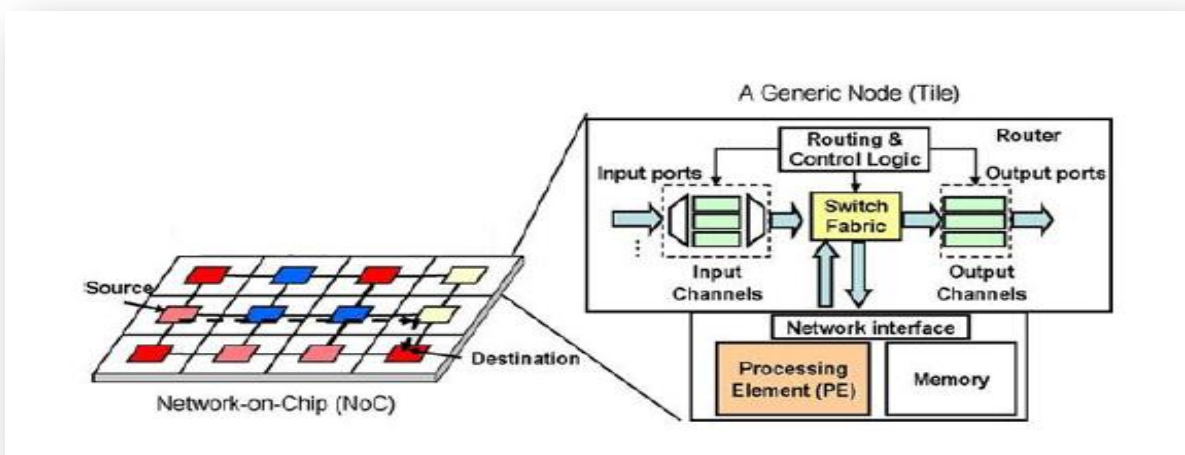 A Generic Node (Tile)
Routing &
Control Logic
Router
Input ports
Output ports
Switch
Fabric
Input
Channels
Output
Channels
Source
Destination
Network-on-Chip (NoC)
Network interface
Processing
Element (PE)
Memory